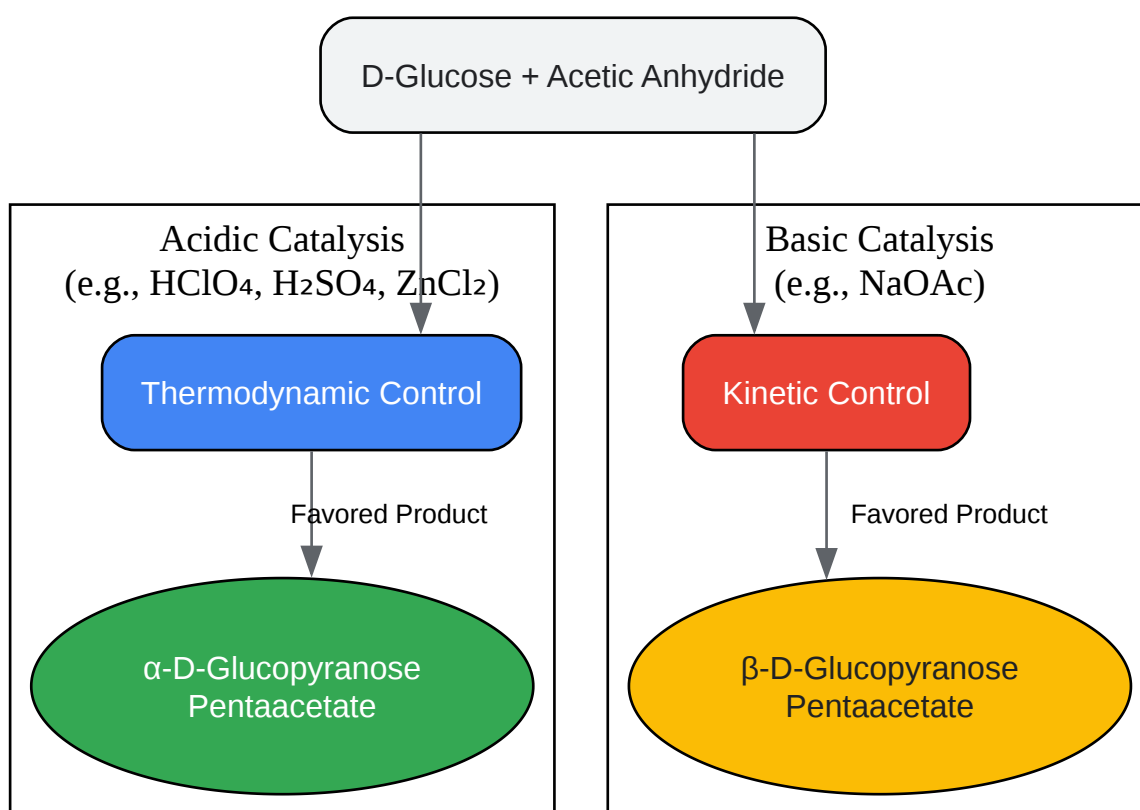 D-Glucose + Acetic Anhydride
Acidic Catalysis
(e.g., HClO₄, H₂SO₄, ZnCl₂)
Thermodynamic Control
Favored Product
α-D-Glucopyranose
Pentaacetate
Basic Catalysis
(e.g., NaOAc)
Kinetic Control
Favored Product
β-D-Glucopyranose
Pentaacetate